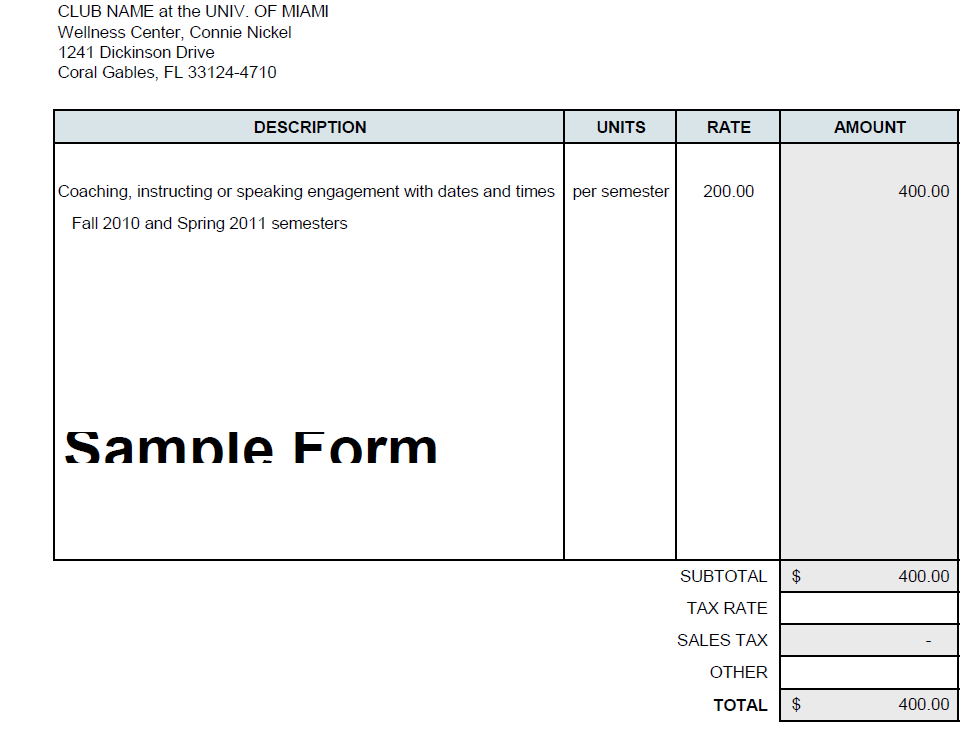 CLUB NAME at the UNIV. OF MIAMI
Wellness Center, Connie Nickel
1241 Dickinson Drive
Coral Gables, FL 33124-4710
DESCRIPTION UNITS RATE AMOUNT
Coaching, instructing or speaking engagement with dates and times per semester 200.00 400.00
Fall 2010 and Spring 2011 semesters
Sample Form
SUBTOTAL $ 400.00
TAX RATE
SALES TAX -
OTHER
TOTAL $ 400.00